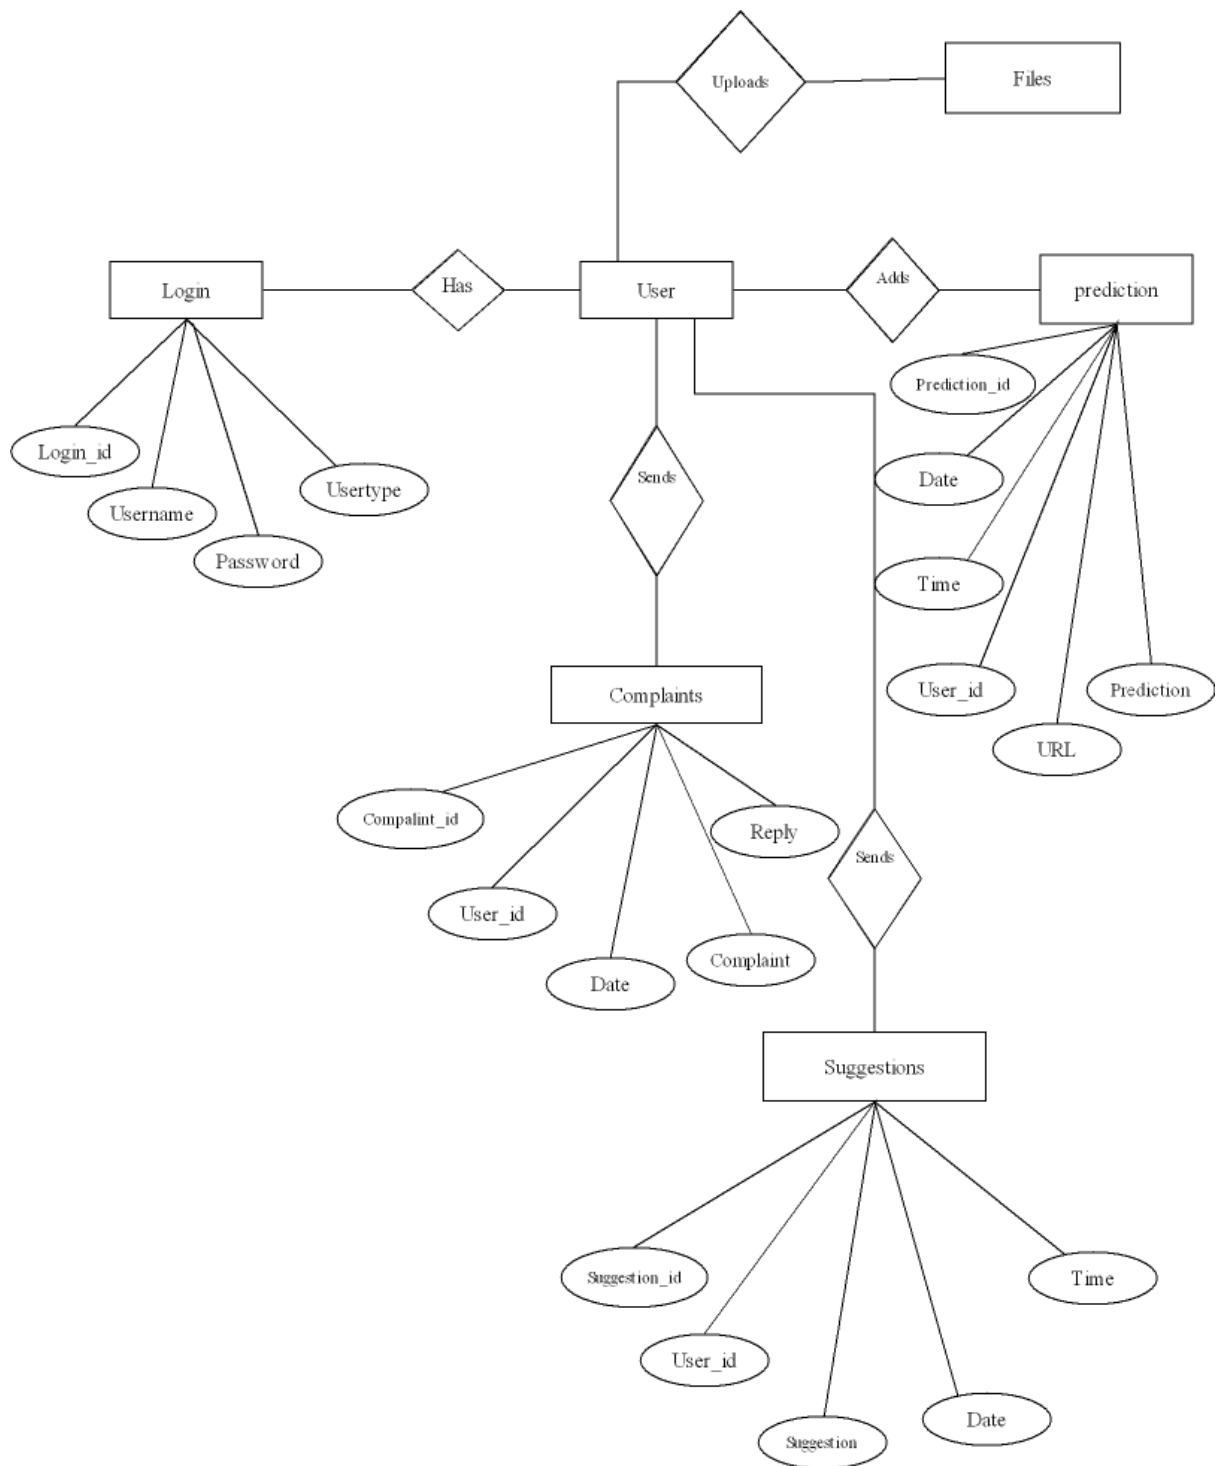 Uploads
Files
Login
Has
User
Adds
prediction
Prediction_id
Login_id
Username
Password
Usertype
Sends
Date
Time
User_id
URL
Prediction
Complaints
Compalint_id
User_id
Date
Complaint
Reply
Sends
Suggestions
Suggestion_id
User_id
Suggestion
Date
Time